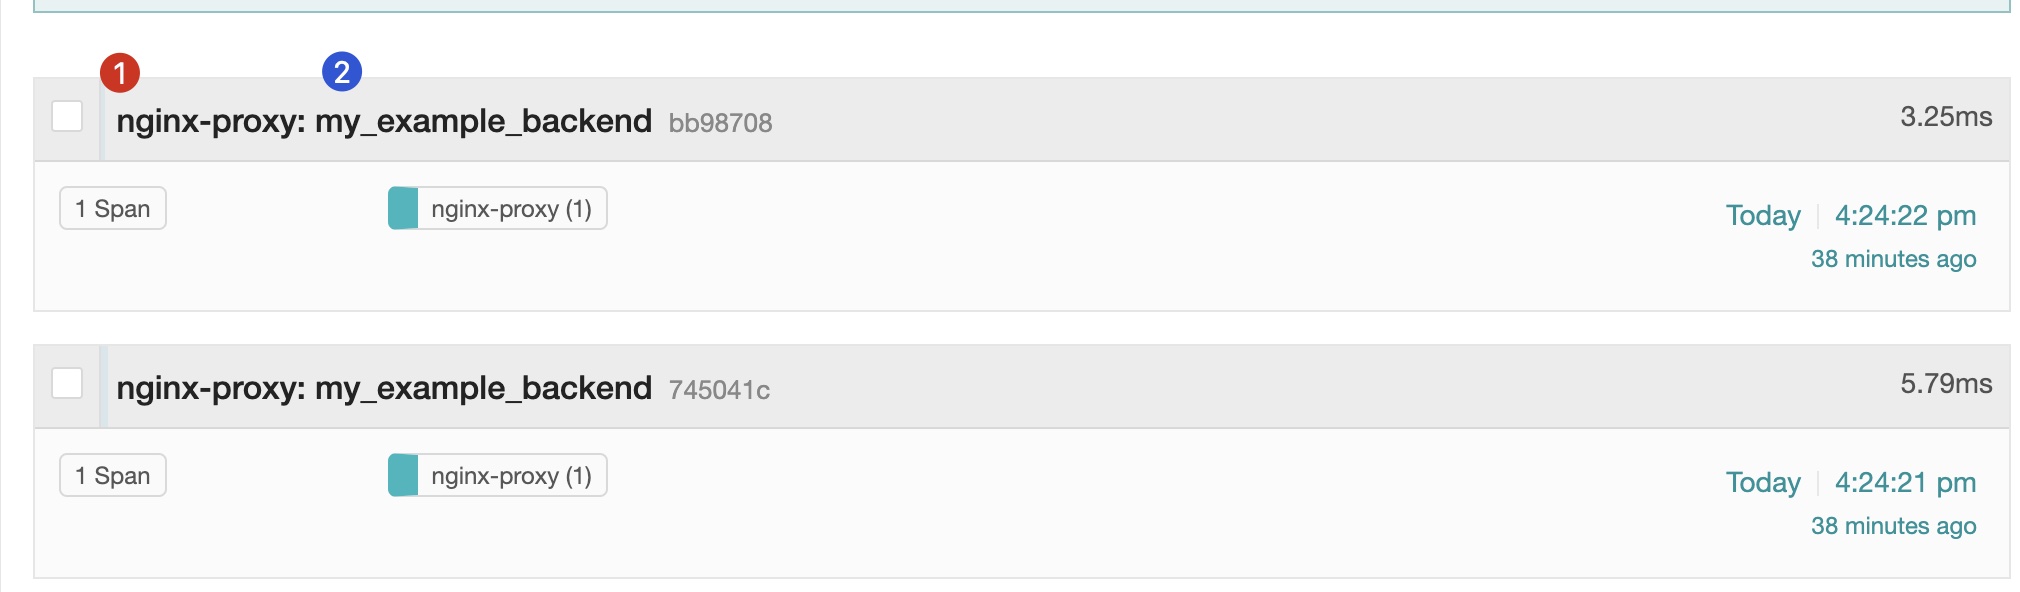 1 2
nginx-proxy: my_example_backend bb98708 3.25ms
1 Span nginx-proxy (1) Today 4:24:22 pm
38 minutes ago
nginx-proxy: my_example_backend 745041c 5.79ms
1 Span nginx-proxy (1) Today 4:24:21 pm
38 minutes ago